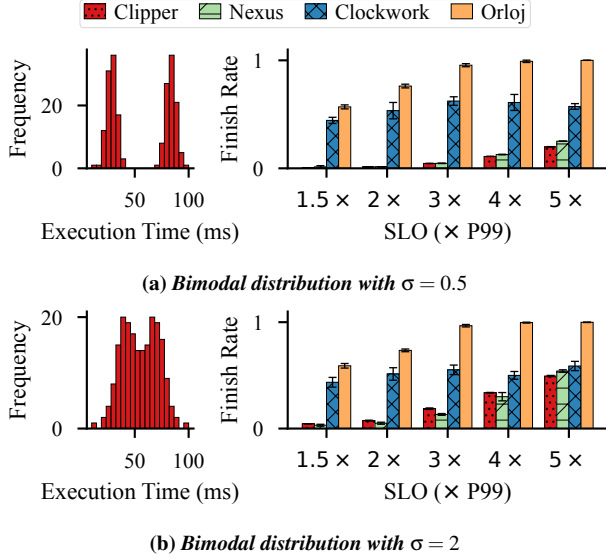 Clipper Nexus Clockwork Orloj
Frequency
20
0
50 100
Execution Time (ms)
Finish Rate
1
0
1.5 × 2 × 3 × 4 × 5 ×
SLO (× P99)
(a) Bimodal distribution with σ = 0.5
Frequency
20
0
50 100
Execution Time (ms)
Finish Rate
1
0
1.5 × 2 × 3 × 4 × 5 ×
SLO (× P99)
(b) Bimodal distribution with σ = 2